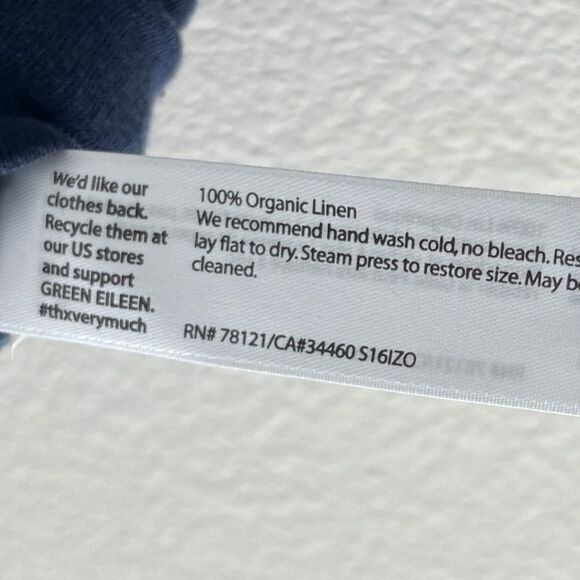 We'd like our
clothes back.
Recycle them at
our US stores
and support
GREEN EILEEN.
#thxverymuch
100% Organic Linen
We recommend hand wash cold, no bleach. Res
lay flat to dry. Steam press to restore size. May b
cleaned.
RN# 78121/CA#34460 S16IZO